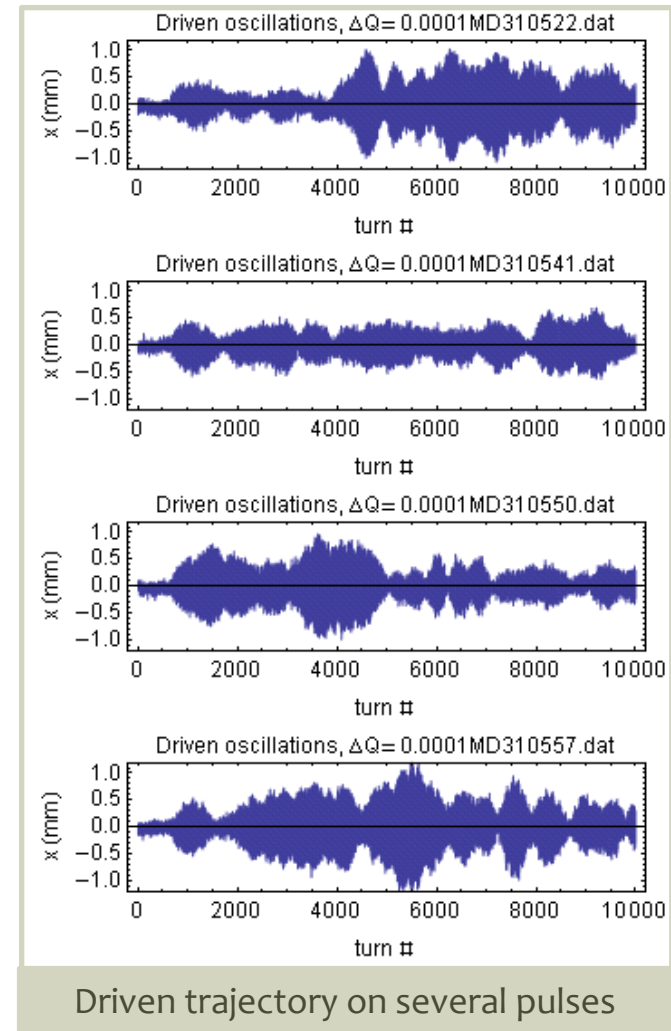 Driven oscillations, ΔQ= 0.0001MD310522.dat
x (mm)
1.0
0.5
0.0
−0.5
−1.0
0 2000 4000 6000 8000 10000
turn #
Driven oscillations, ΔQ= 0.0001MD310541.dat
x (mm)
1.0
0.5
0.0
−0.5
−1.0
0 2000 4000 6000 8000 10000
turn #
Driven oscillations, ΔQ= 0.0001MD310550.dat
x (mm)
1.0
0.5
0.0
−0.5
−1.0
0 2000 4000 6000 8000 10000
turn #
Driven oscillations, ΔQ= 0.0001MD310557.dat
x (mm)
1.0
0.5
0.0
−0.5
−1.0
0 2000 4000 6000 8000 10000
turn #
Driven trajectory on several pulses